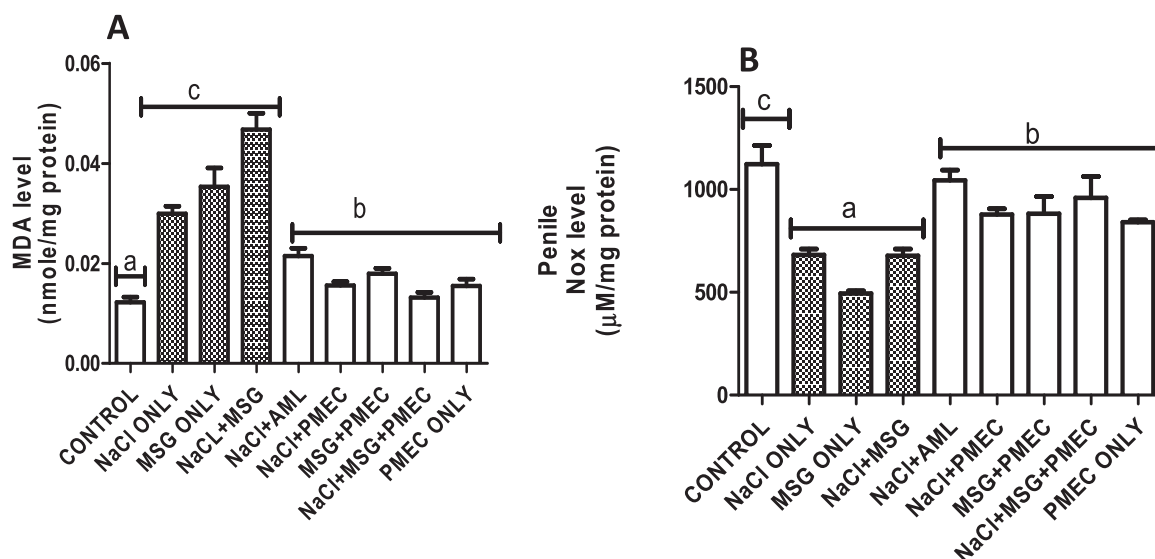 A
MDA level
(nmole/mg protein)
0.06
0.04
0.02
0.00
a
c
b
CONTROL
NaCl ONLY
MSG ONLY
NaCL+MSG
NaCl+AML
NaCl+PMEC
MSG+PMEC
NaCl+MSG+PMEC
PMEC ONLY
B
Penile
Nox level
(μM/mg protein)
1500
1000
500
0
c
a
b
CONTROL
NaCl ONLY
MSG ONLY
NaCl+MSG
NaCl+AML
NaCl+PMEC
MSG+PMEC
NaCl+MSG+PMEC
PMEC ONLY